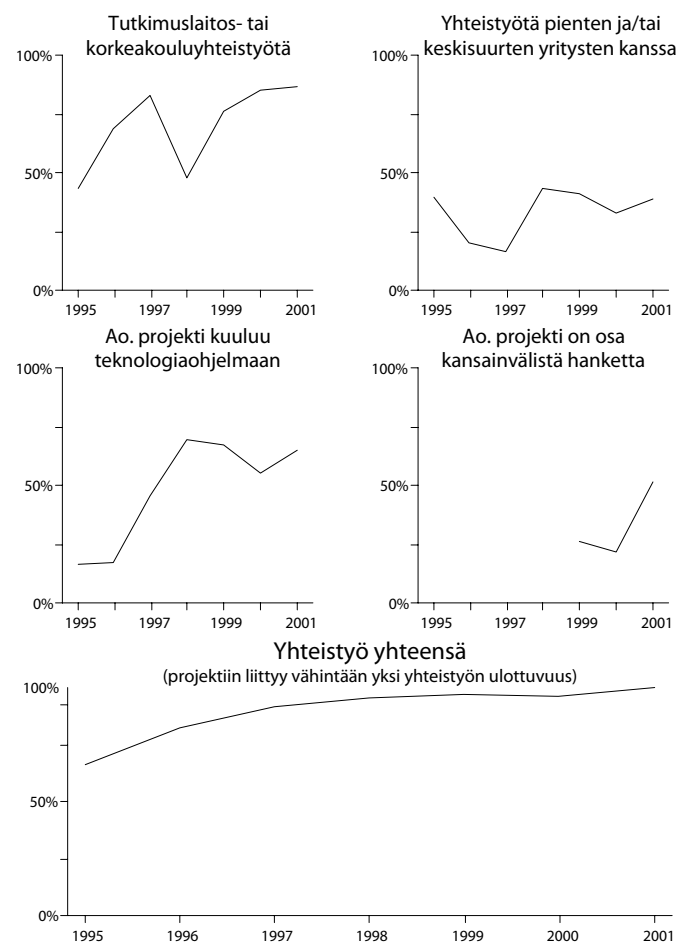 Tutkimuslaitos- tai
korkeakouluyhteistyötä
100%
50%
0%
1995 1997 1999 2001
Yhteistyötä pienten ja/tai
keskisuurten yritysten kanssa
100%
50%
0%
1995 1997 1999 2001
Ao. projekti kuuluu
teknologiaohjelmaan
100%
50%
0%
1995 1997 1999 2001
Ao. projekti on osa
kansainvälistä hanketta
100%
50%
0%
1995 1997 1999 2001
Yhteistyö yhteensä
(projektiin liittyy vähintään yksi yhteistyön ulottuvuus)
100%
50%
0%
1995 1996 1997 1998 1999 2000 2001